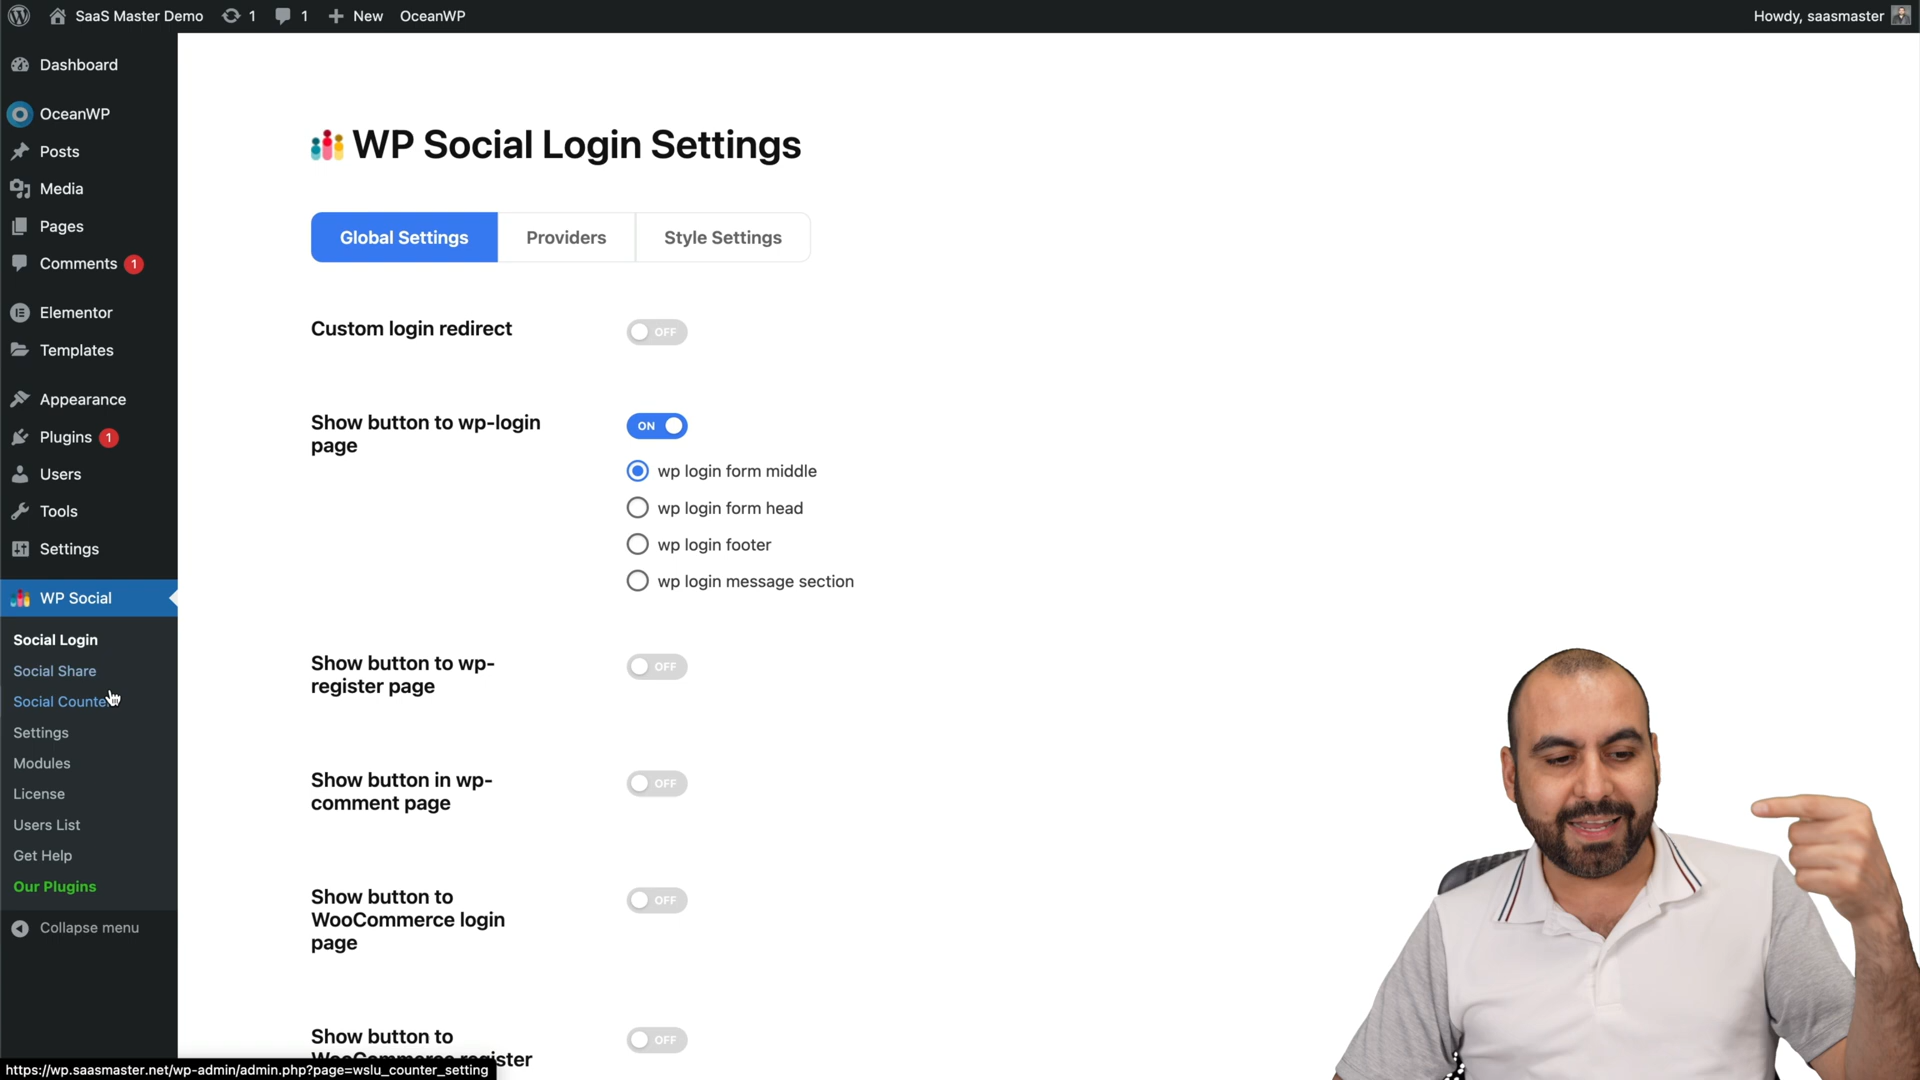 SaaS Master Demo 1 1 New OceanWP Howdy, saasmaster
Dashboard
OceanWP
Posts
Media
Pages
Comments 1
Elementor
Templates
Appearance
Plugins 1
Users
Tools
Settings
WP Social
Social Login
Social Share
Social Counter
Settings
Modules
License
Users List
Get Help
Our Plugins
Collapse menu
WP Social Login Settings
Global Settings Providers Style Settings
Custom login redirect OFF
Show button to wp-login
page
ON
wp login form middle
wp login form head
wp login footer
wp login message section
Show button to wp-
register page
OFF
Show button in wp-
comment page
OFF
Show button to
WooCommerce login
page
OFF
Show button to
WooCommerce register
OFF
https://wp.saasmaster.net/wp-admin/admin.php?page=wslu_counter_setting